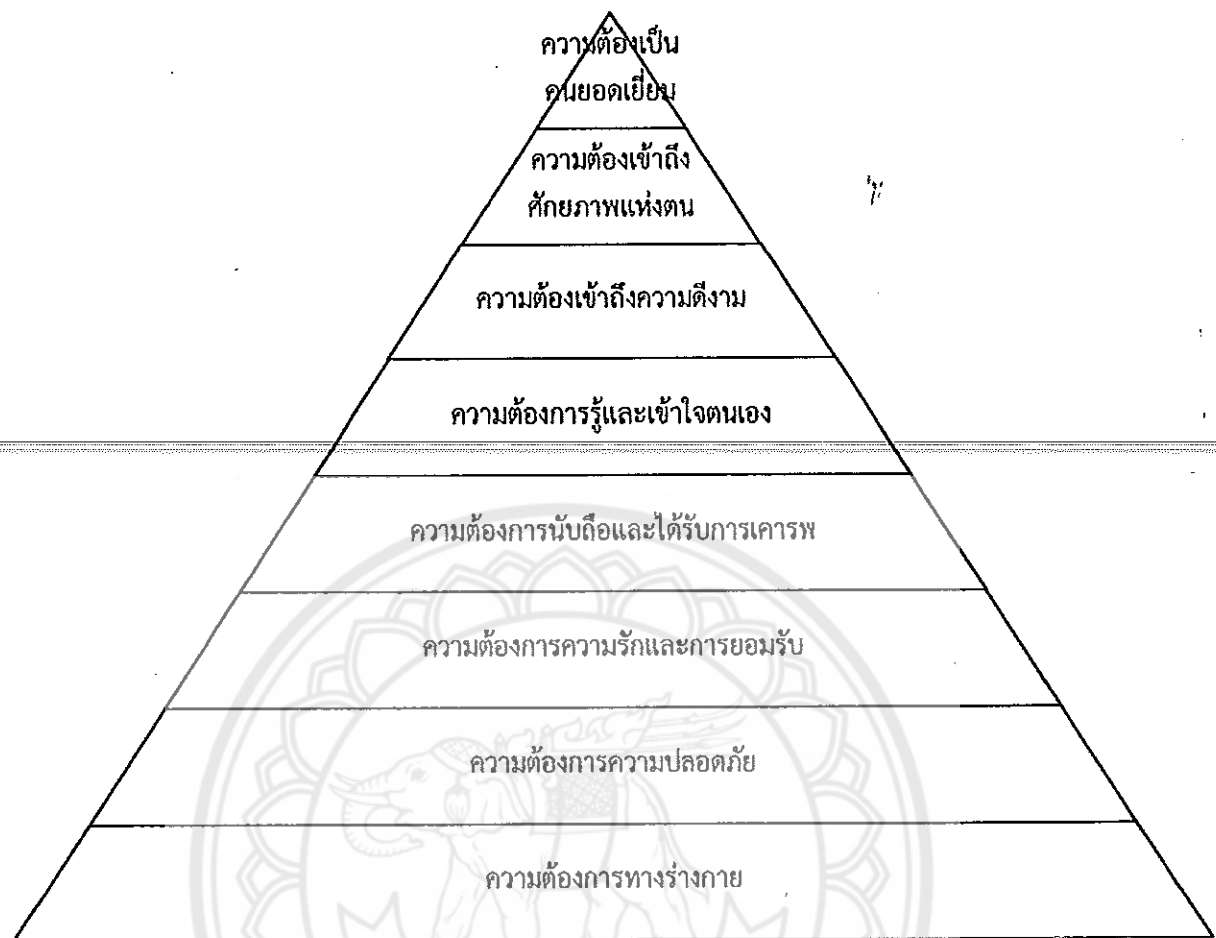 ความต้องเป็น
คนยอดเยี่ยม
ความต้องเข้าถึง
ศักยภาพแห่งตน
ความต้องเข้าถึงความดีงาม
ความต้องการรู้และเข้าใจตนเอง
ความต้องการนับถือและได้รับการเคารพ
ความต้องการความรักและการยอมรับ
ความต้องการความปลอดภัย
ความต้องการทางร่างกาย